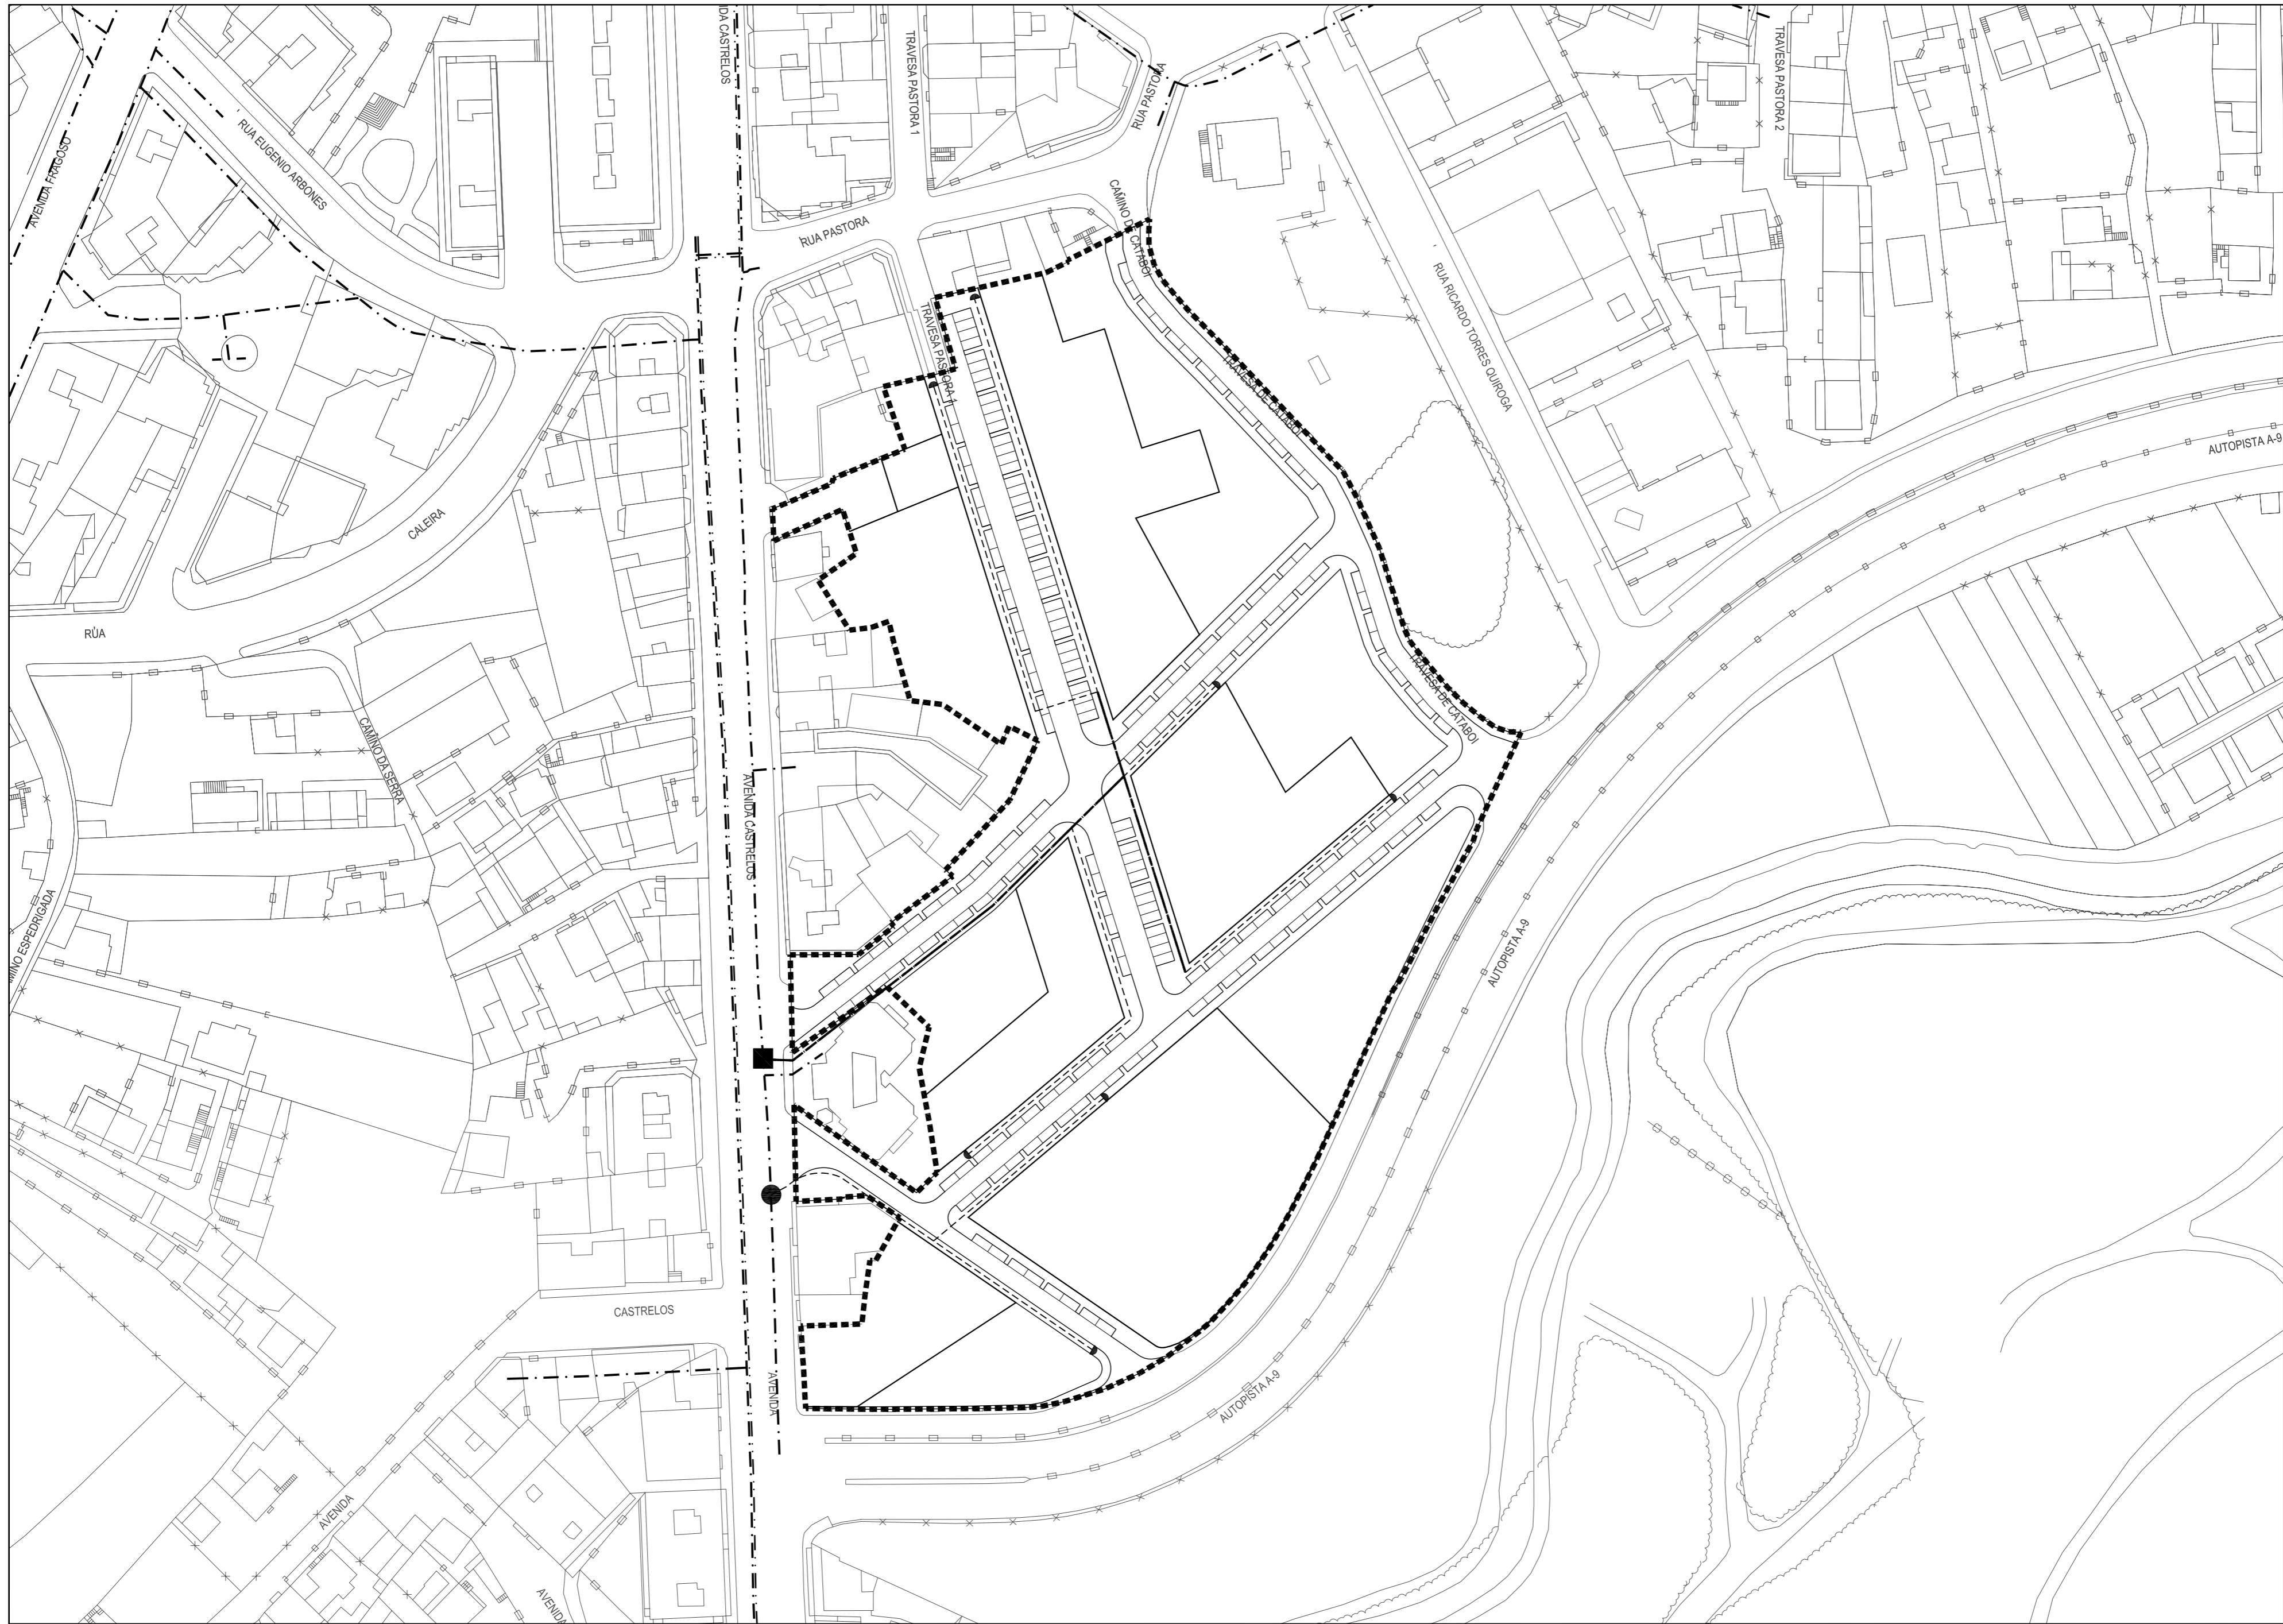 AVENIDA FRAGOSO
RUA EUGENIO ARBONES
DA CASTRELOS
TRAVESA PASTORA 1
RUA PASTORA
RUA PASTORA
CAMIÑO DE CATABOI
TRAVESA PASTORA 2
RUA RICARDO TORRES QUIROGA
TRAVESA PASTORA 1
TRAVESA DE CATABOI
AUTOPISTA A-9
CALEIRA
RÚA
CAMIÑO DA SERRA
TRAVESA DE CATABOI
AVENIDA CASTRELOS
MIÑO ESPEDRIGADA
AUTOPISTA A-9
CASTRELOS
AVENIDA
AUTOPISTA A-9
AVENIDA
AVENIDA